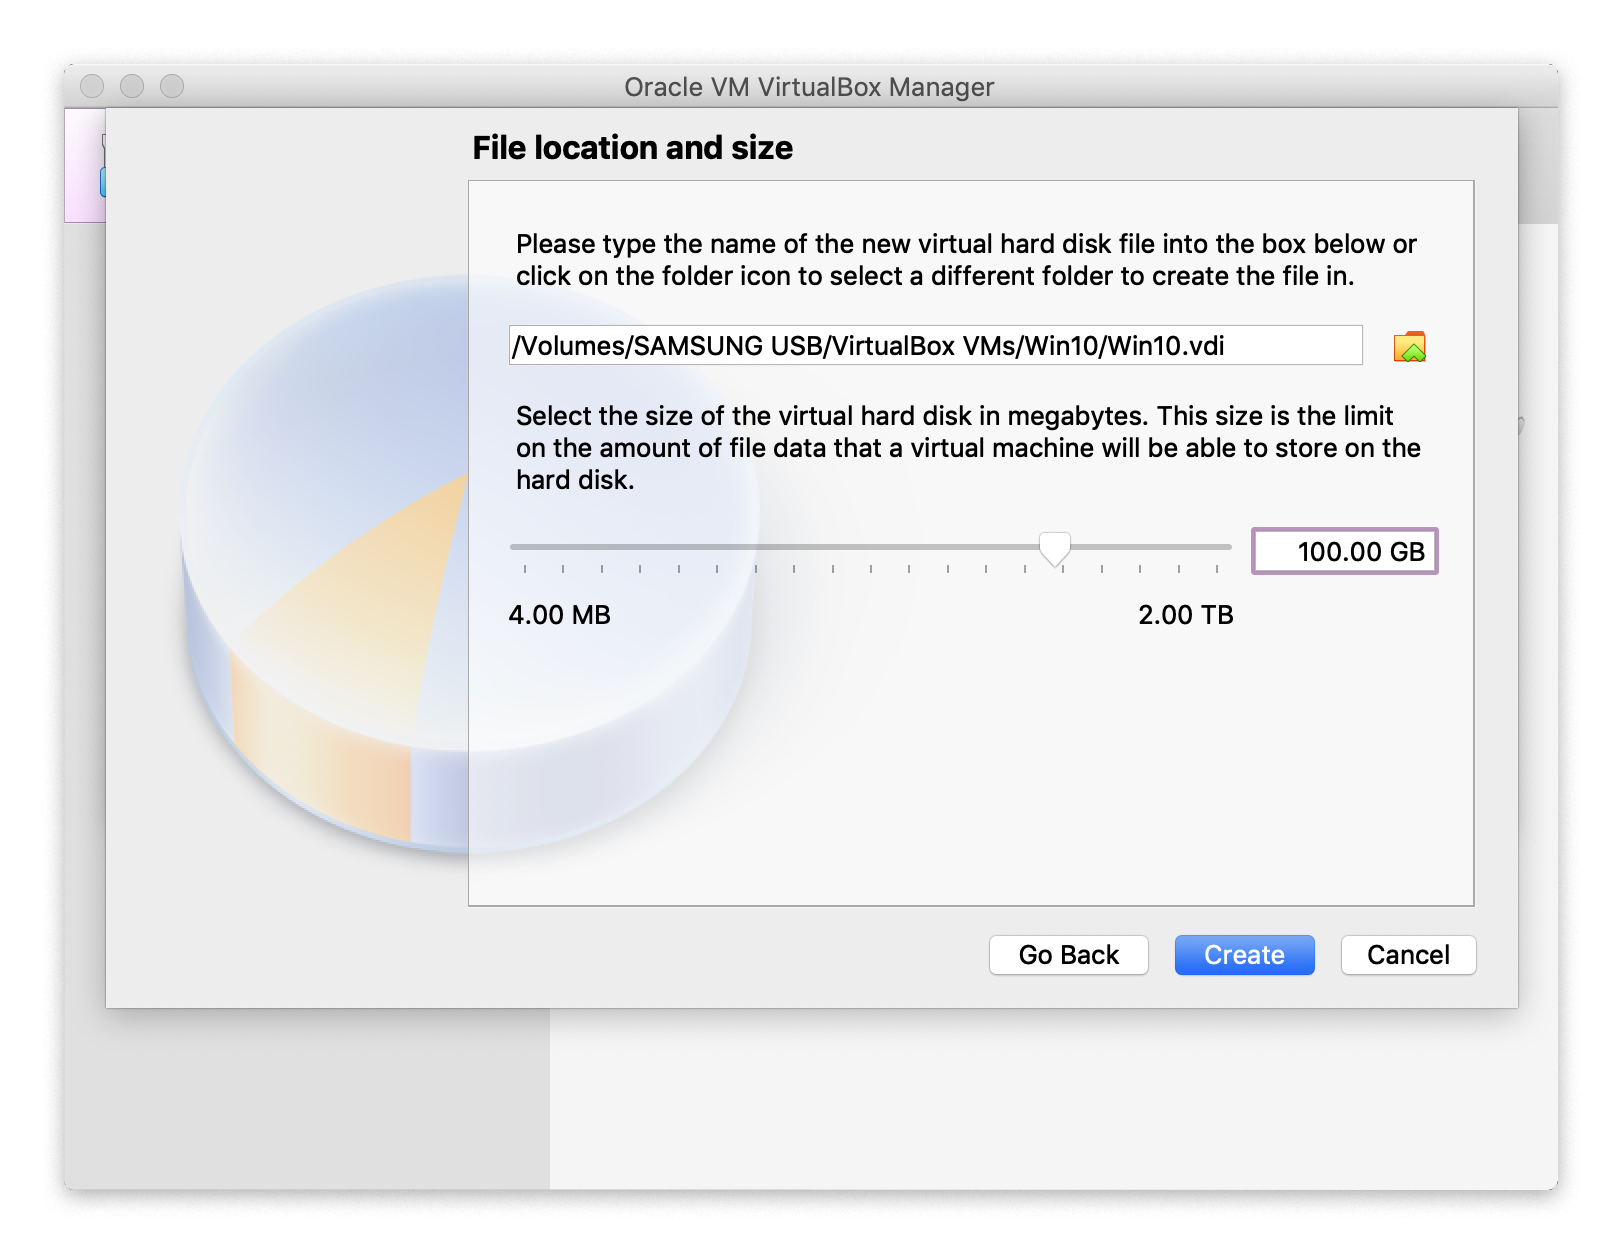 Oracle VM VirtualBox Manager
File location and size
Please type the name of the new virtual hard disk file into the box below or
click on the folder icon to select a different folder to create the file in.
/Volumes/SAMSUNG USB/VirtualBox VMs/Win10/Win10.vdi
Select the size of the virtual hard disk in megabytes. This size is the limit
on the amount of file data that a virtual machine will be able to store on the
hard disk.
100.00 GB
4.00 MB 2.00 TB
Go Back Create Cancel